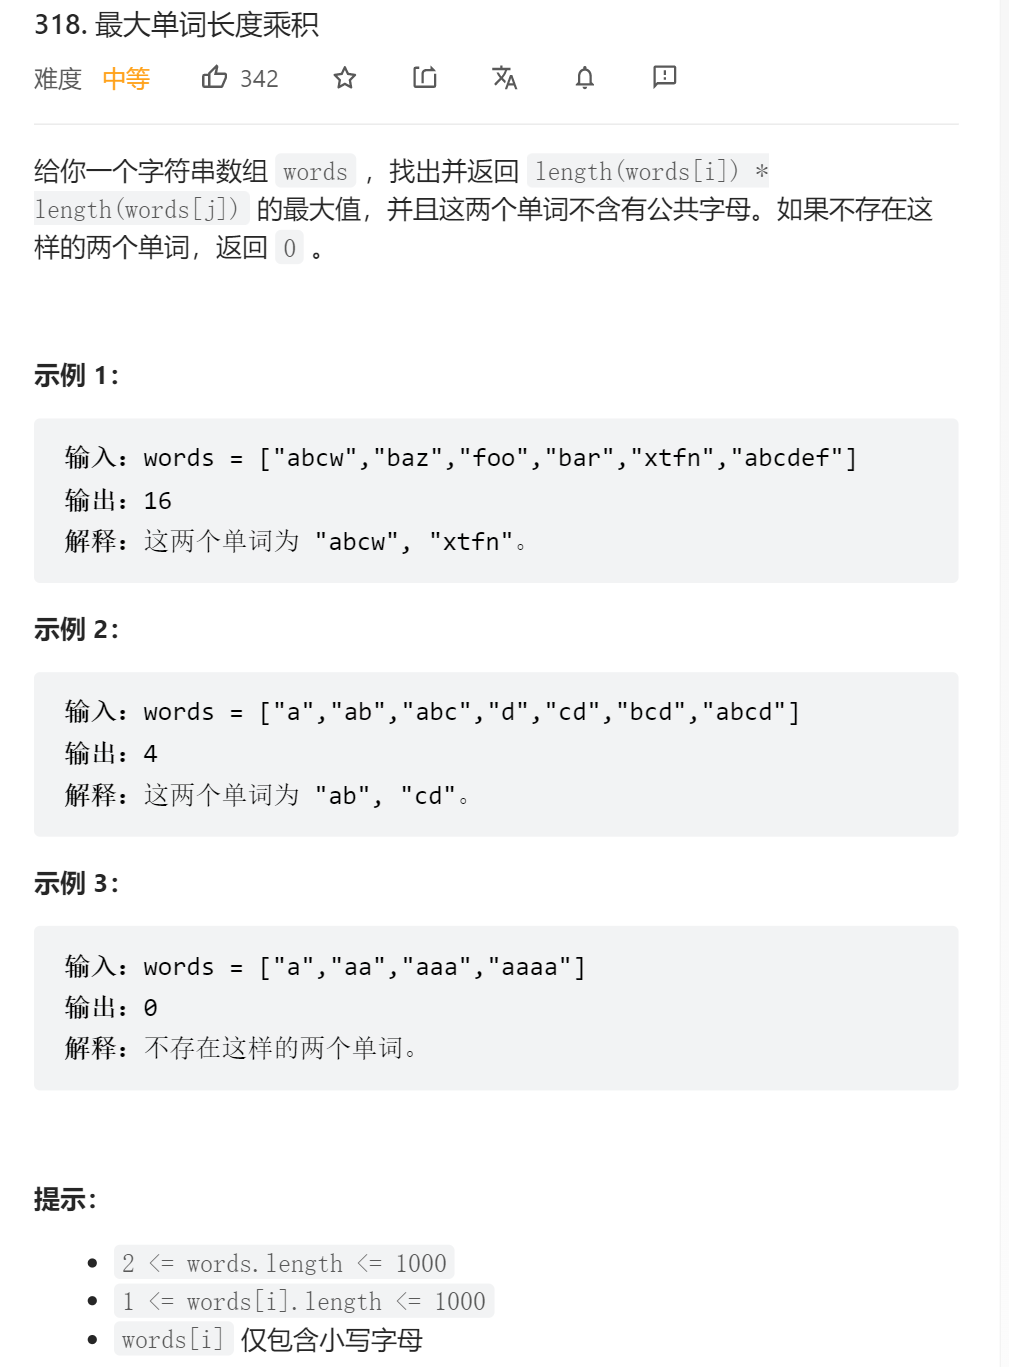 318. 最大单词长度乘积
难度 中等 342
给你一个字符串数组 words ，找出并返回 length(words[i]) *
length(words[j]) 的最大值，并且这两个单词不含有公共字母。如果不存在这
样的两个单词，返回 0 。
示例 1：
输入：words = ["abcw","baz","foo","bar","xtfn","abcdef"]
输出：16
解释：这两个单词为 "abcw", "xtfn"。
示例 2：
输入：words = ["a","ab","abc","d","cd","bcd","abcd"]
输出：4
解释：这两个单词为 "ab", "cd"。
示例 3：
输入：words = ["a","aa","aaa","aaaa"]
输出：0
解释：不存在这样的两个单词。
提示：
• 2 <= words.length <= 1000
• 1 <= words[i].length <= 1000
• words[i] 仅包含小写字母